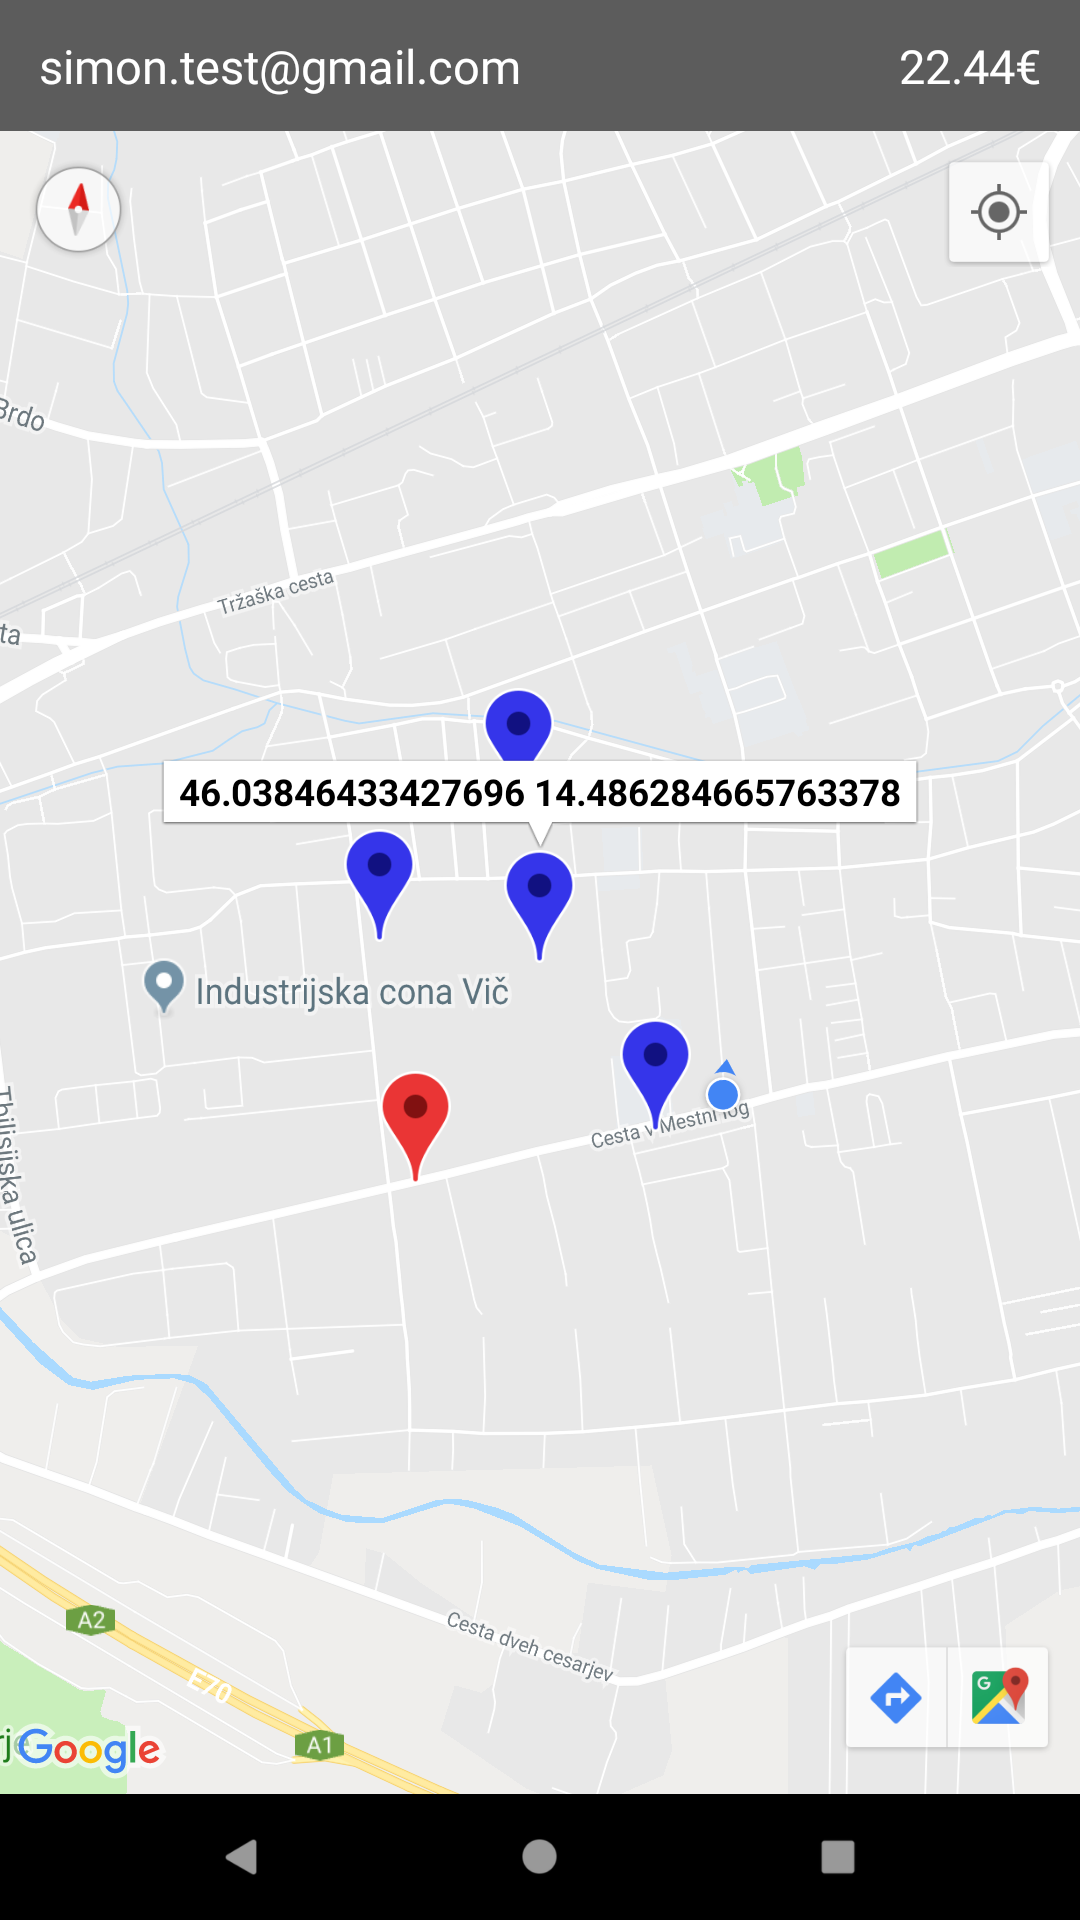 simon.test@gmail.com 22.44€
Brdo
Tržaška cesta
ta
46.03846433427696 14.486284665763378
Industrijska cona Vič
Cesta v Mestni log
Tbilisijska ulica
Cesta dveh cesarjev
A2
E70
A1
G
rje
Google